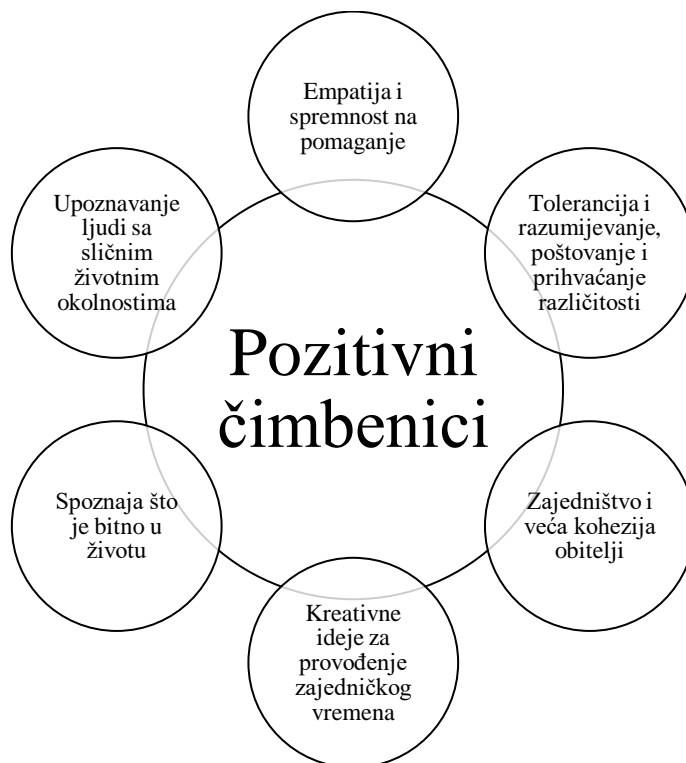 Empatija i
spremnost na
pomaganje
Tolerancija i
razumijevanje,
poštovanje i
prihvaćanje
različitosti
Zajedništvo i
veća kohezija
obitelji
Kreativne
ideje za
provođenje
zajedničkog
vremena
Spoznaja što
je bitno u
životu
Upoznavanje
ljudi sa
sličnim
životnim
okolnostima
Pozitivni
čimbenici